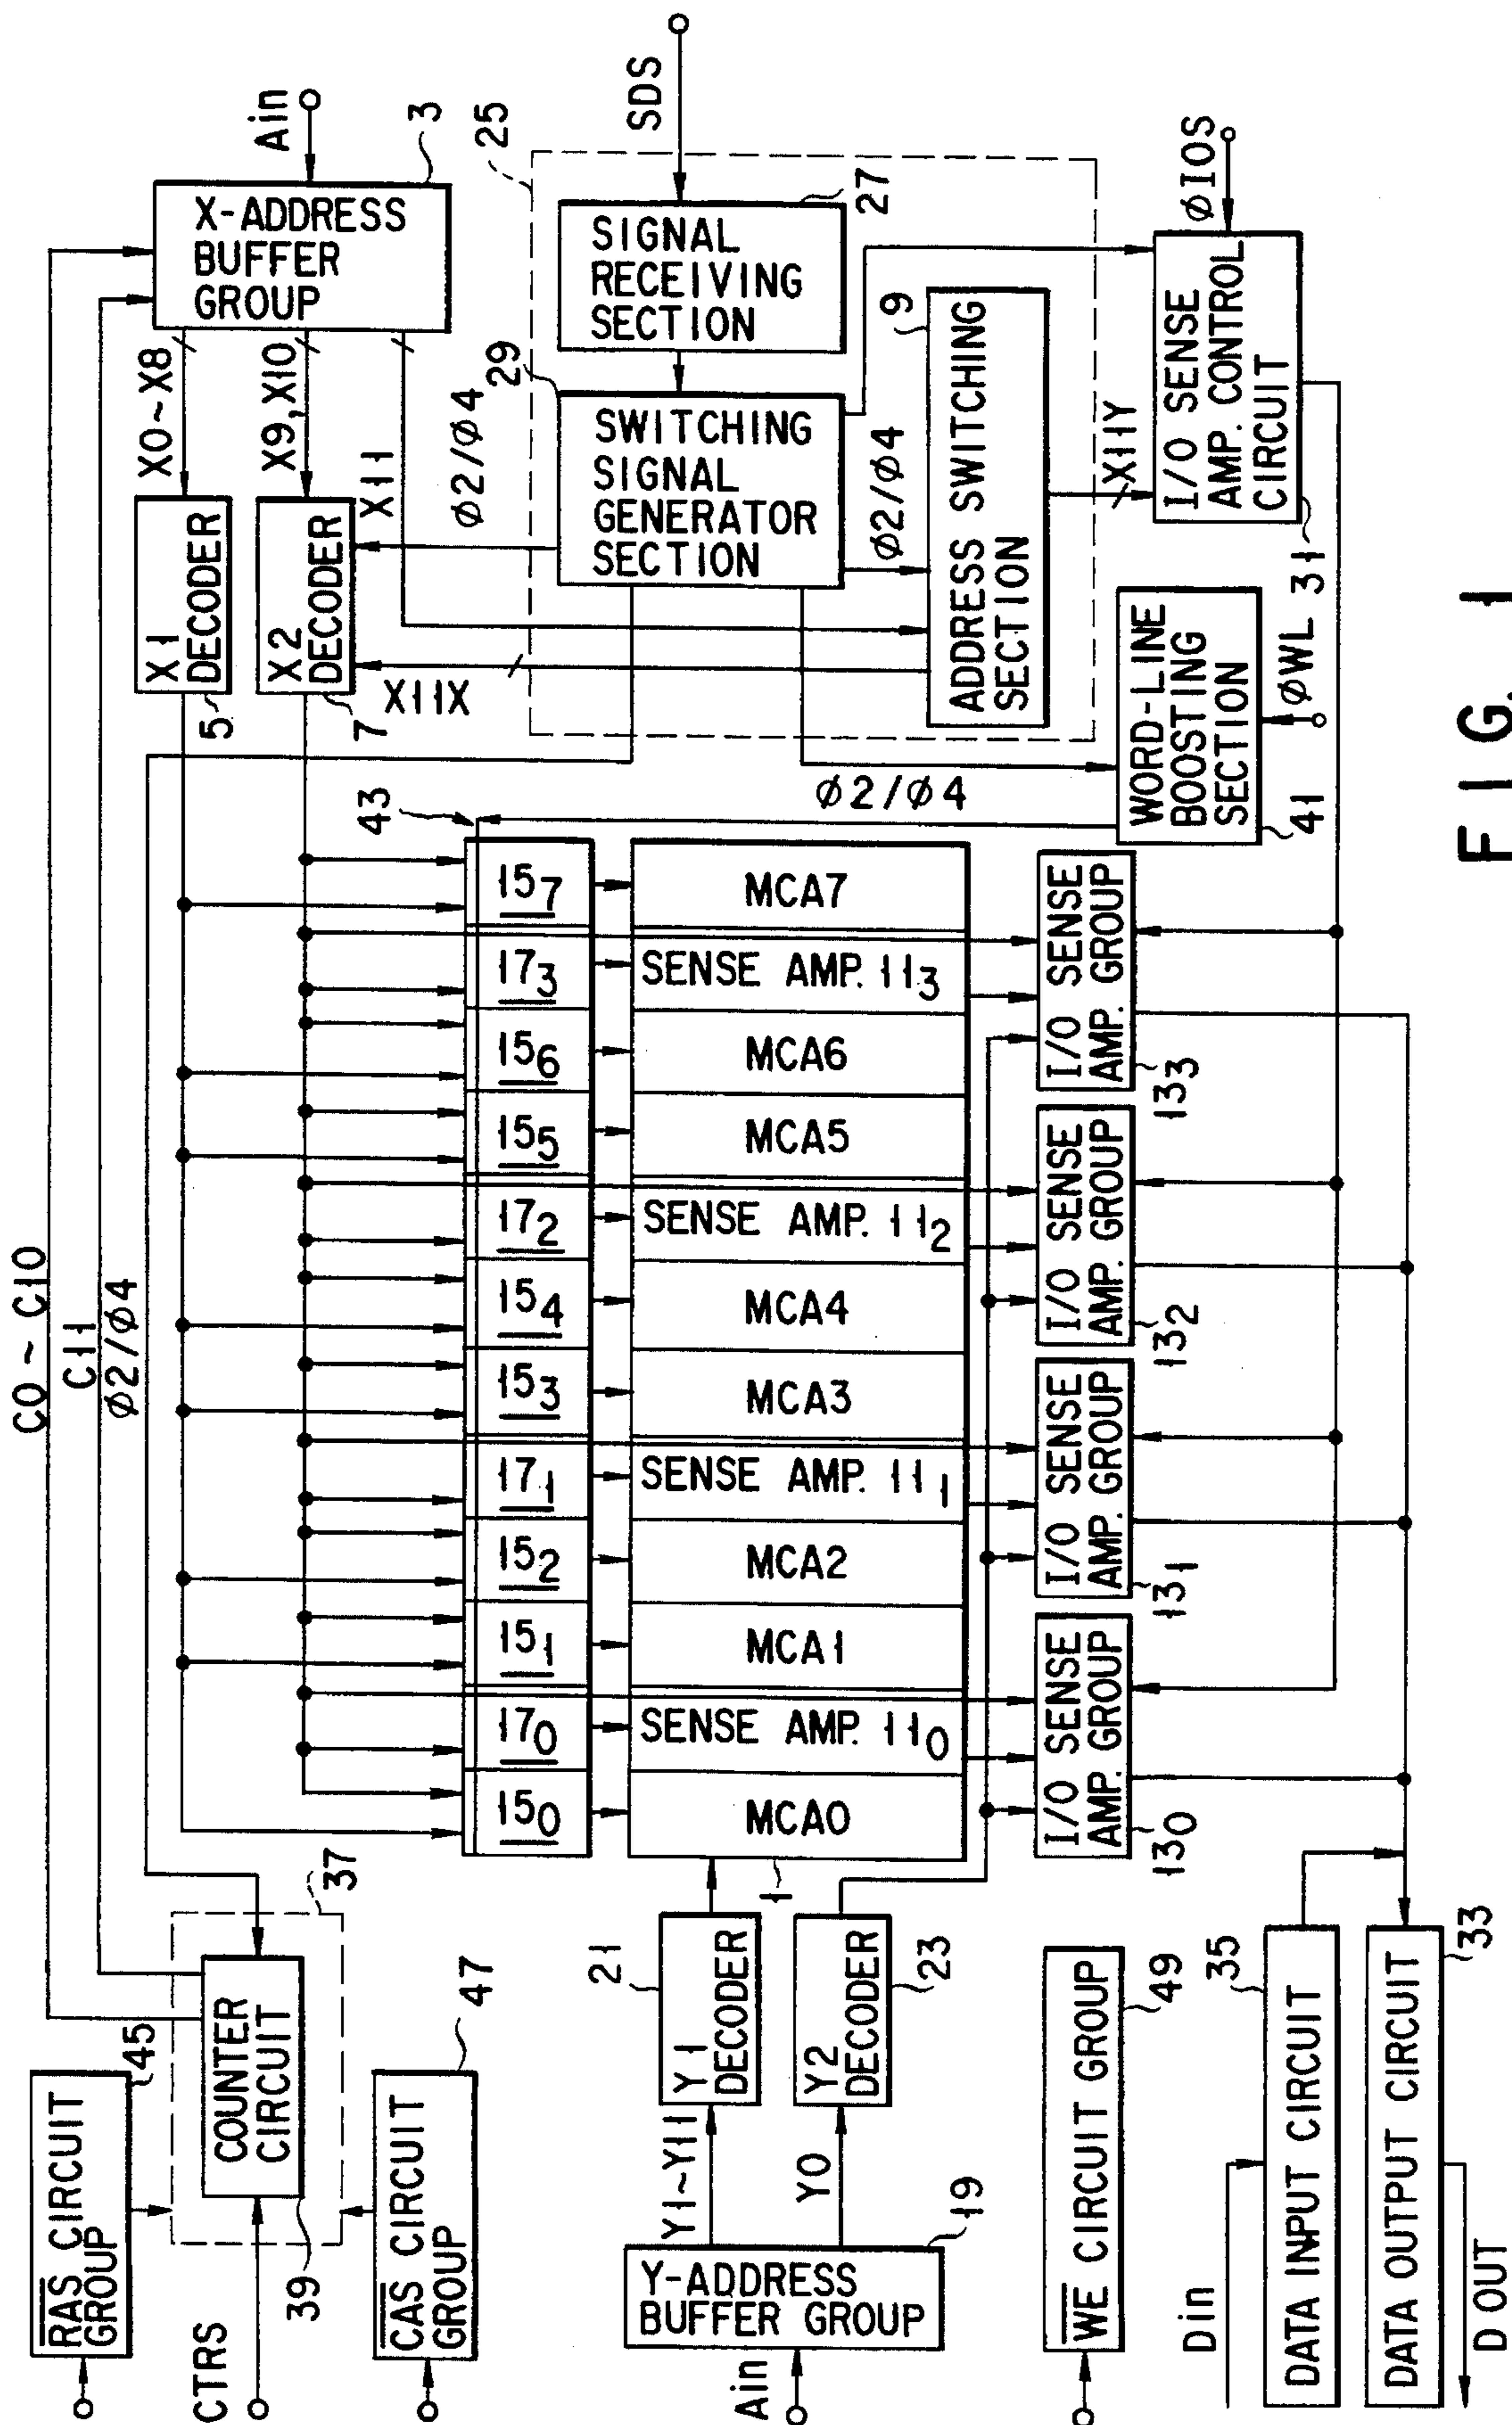 RAS CIRCUIT
GROUP
45
CTRS
COUNTER
CIRCUIT
37
39
CAS CIRCUIT
GROUP
47
C0 ~ C10
C11
ø2/ø4
X-ADDRESS
BUFFER
GROUP
Ain
3
X0~X8
X9,X10
X11
X1
DECODER
5
X2
DECODER
7
X11X
ø2/ø4
25
SDS
SIGNAL
RECEIVING
SECTION
27
29
SWITCHING
SIGNAL
GENERATOR
SECTION
ø2/ø4
9
ADDRESS SWITCHING
SECTION
X11Y
ø2/ø4
43
15₀
17₀
15₁
15₂
17₁
15₃
15₄
17₂
15₅
15₆
17₃
15₇
MCA0
SENSE AMP. 11₀
MCA1
MCA2
SENSE AMP. 11₁
MCA3
MCA4
SENSE AMP. 11₂
MCA5
MCA6
SENSE AMP. 11₃
MCA7
1
Ain
Y-ADDRESS
BUFFER GROUP
19
Y1~Y11
Y0
21
Y1
DECODER
Y2
DECODER
23
I/O SENSE
AMP. GROUP
13₀
I/O SENSE
AMP. GROUP
13₁
I/O SENSE
AMP. GROUP
13₂
I/O SENSE
AMP. GROUP
13₃
WORD-LINE
BOOSTING
SECTION
41
øWL
I/O SENSE
AMP. CONTROL
CIRCUIT
31
øIOS
WE CIRCUIT GROUP
49
Din
DATA INPUT CIRCUIT
35
DATA OUTPUT CIRCUIT
33
D OUT
FIG. 1